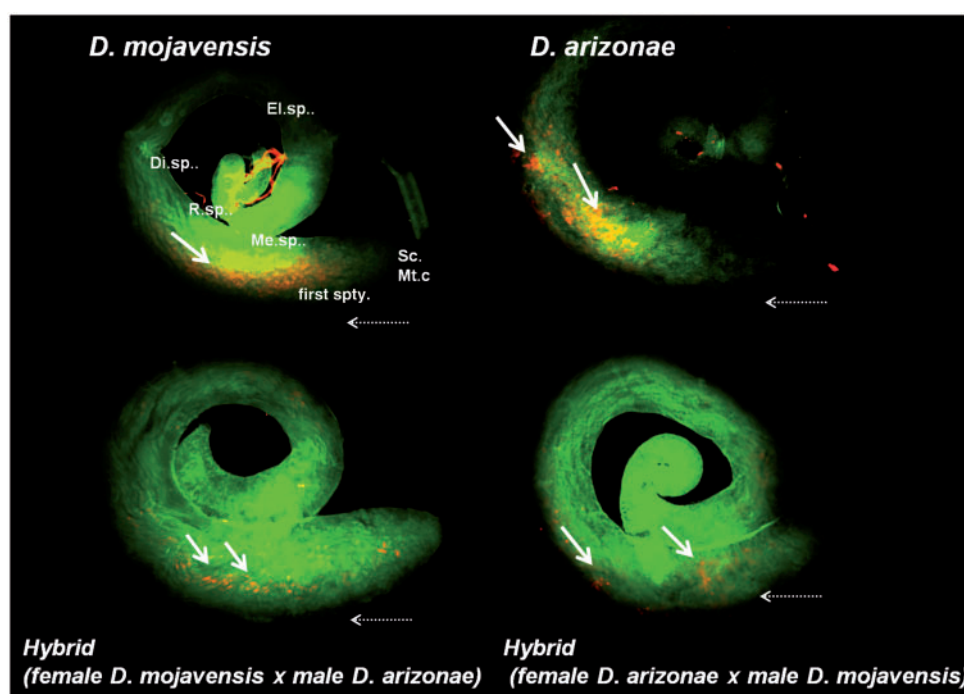 D. mojavensis
D. arizonae
El.sp..
Di.sp..
R.sp..
Me.sp..
Sc.
Mt.c
first spty.
Hybrid
(female D. mojavensis x male D. arizonae)
Hybrid
(female D. arizonae x male D. mojavensis)